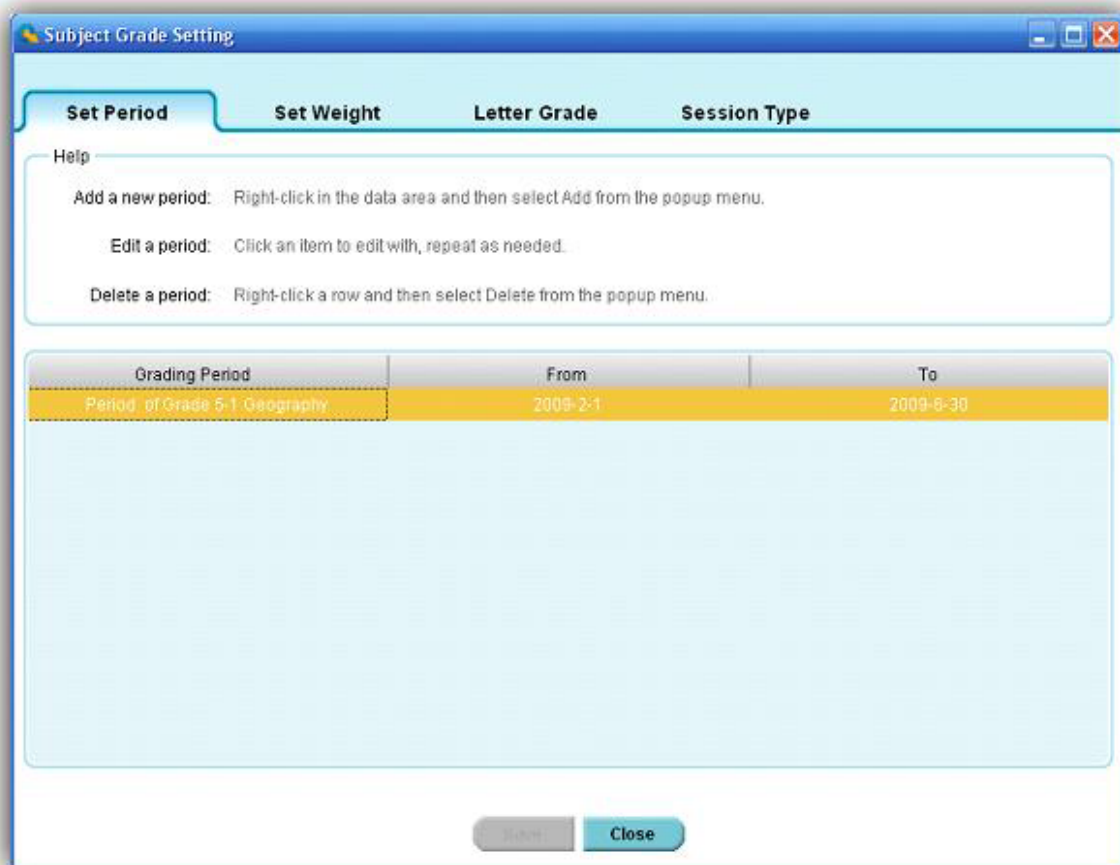 Subject Grade Setting
Set Period Set Weight Letter Grade Session Type
Help
Add a new period: Right-click in the data area and then select Add from the popup menu.
Edit a period: Click an item to edit with, repeat as needed.
Delete a period: Right-click a row and then select Delete from the popup menu.
Grading Period From To
Period of Grade 5-1 Geography 2009-2-1 2009-6-30
Save Close